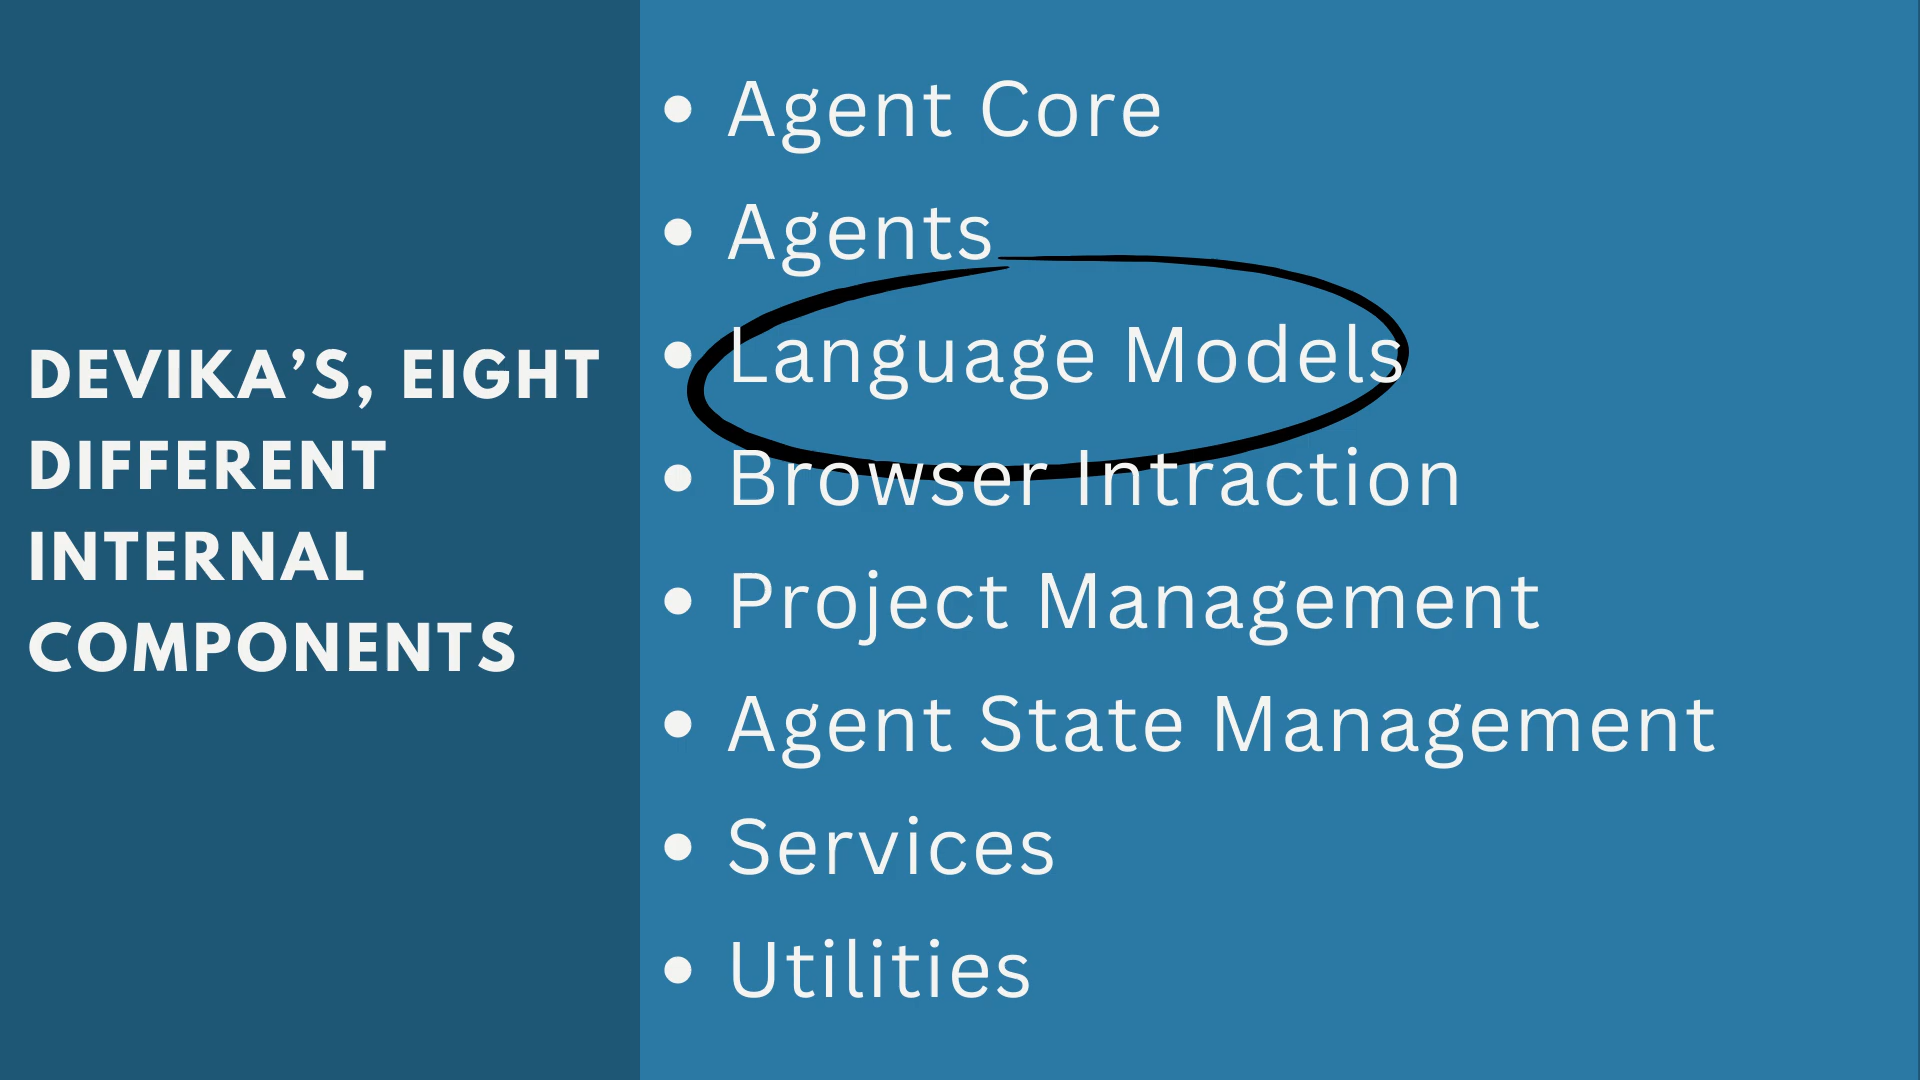 DEVIKA’S, EIGHT
DIFFERENT
INTERNAL
COMPONENTS
• Agent Core
• Agents
• Language Models
• Browser Intraction
• Project Management
• Agent State Management
• Services
• Utilities